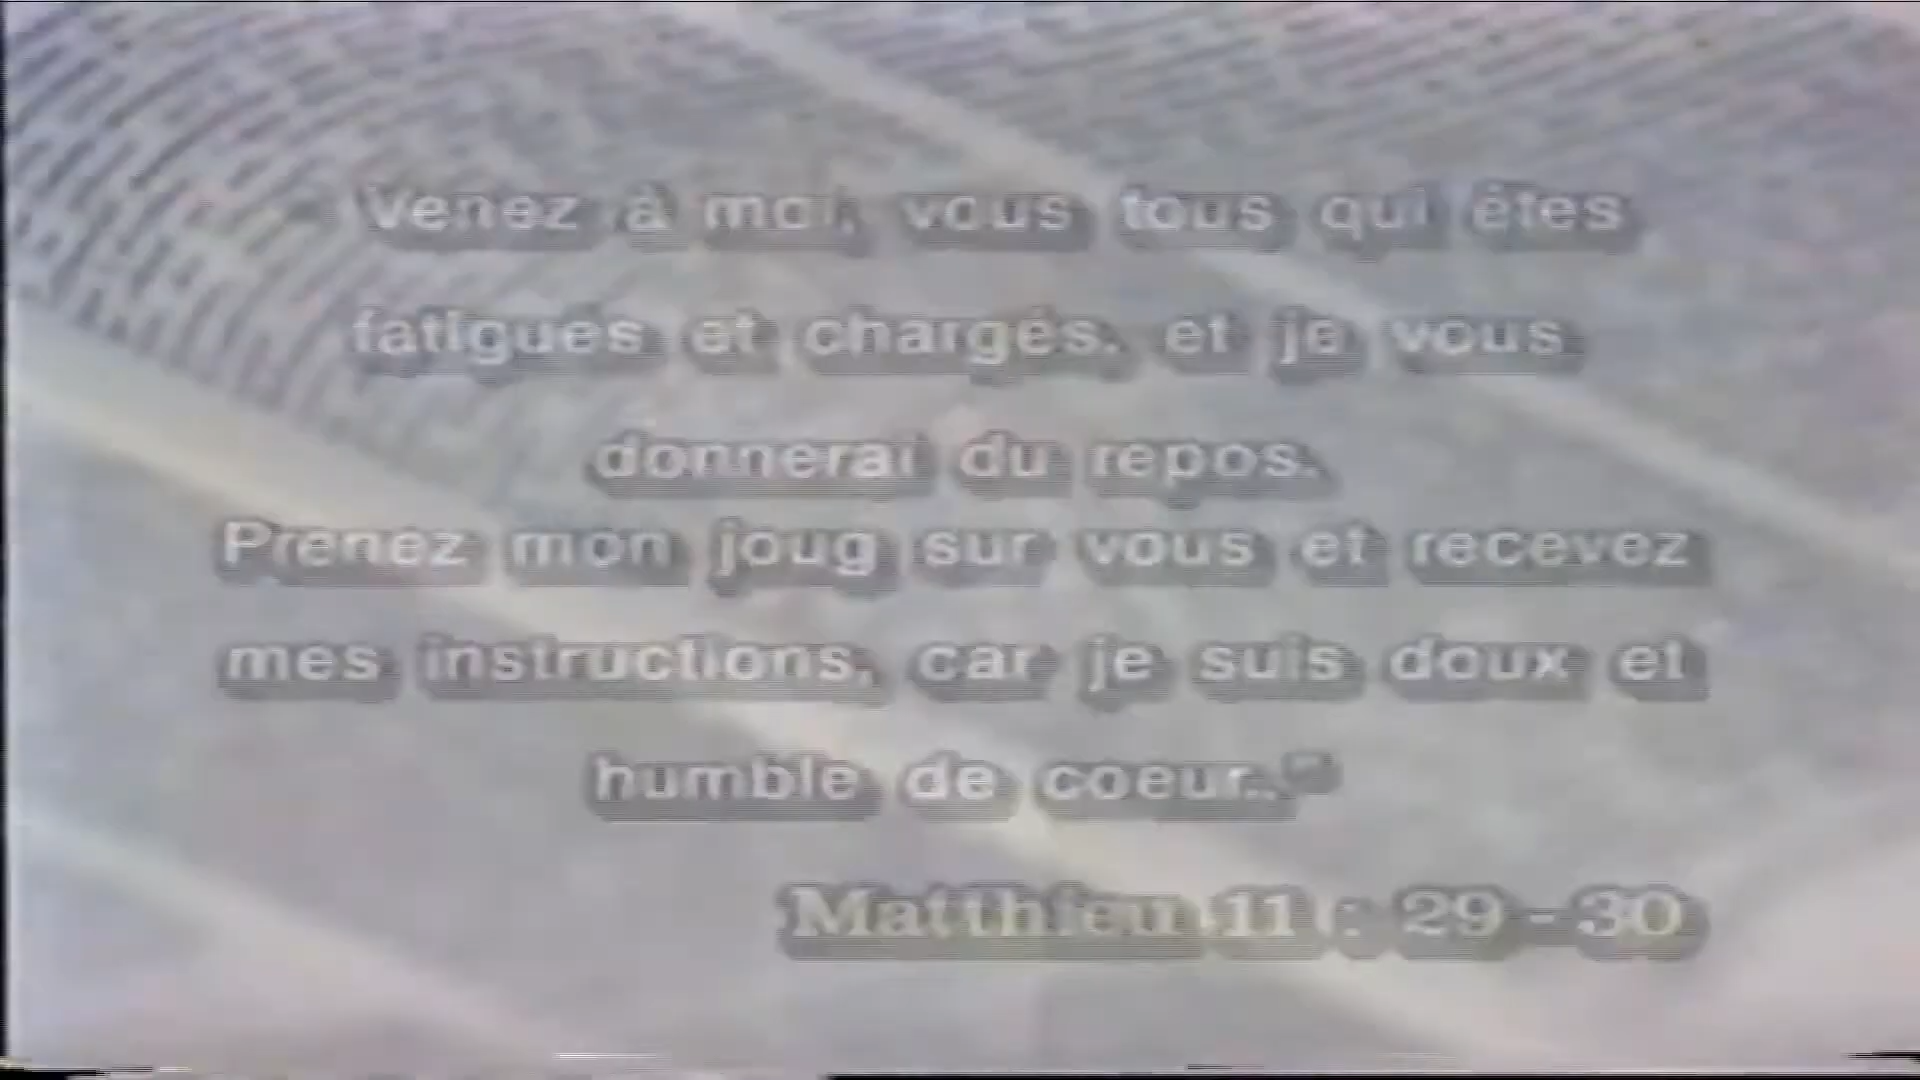 Venez à moi, vous tous qui êtes
fatigués et chargés, et je vous
donnerai du repos.
Prenez mon joug sur vous et recevez
mes instructions, car je suis doux et
humble de coeur.."
Matthieu 11 : 29 - 30